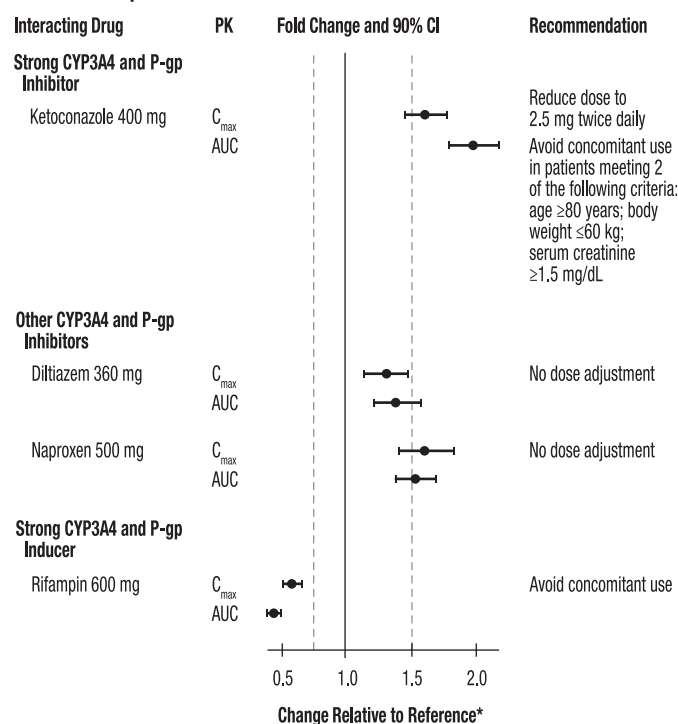 Interacting Drug PK Fold Change and 90% CI Recommendation
Strong CYP3A4 and P-gp
Inhibitor
Ketoconazole 400 mg Cmax Reduce dose to
2.5 mg twice daily
AUC Avoid concomitant use
in patients meeting 2
of the following criteria:
age ≥80 years; body
weight ≤60 kg;
serum creatinine
≥1.5 mg/dL
Other CYP3A4 and P-gp
Inhibitors
Diltiazem 360 mg Cmax No dose adjustment
AUC
Naproxen 500 mg Cmax No dose adjustment
AUC
Strong CYP3A4 and P-gp
Inducer
Rifampin 600 mg Cmax Avoid concomitant use
AUC
0.5 1.0 1.5 2.0
Change Relative to Reference*